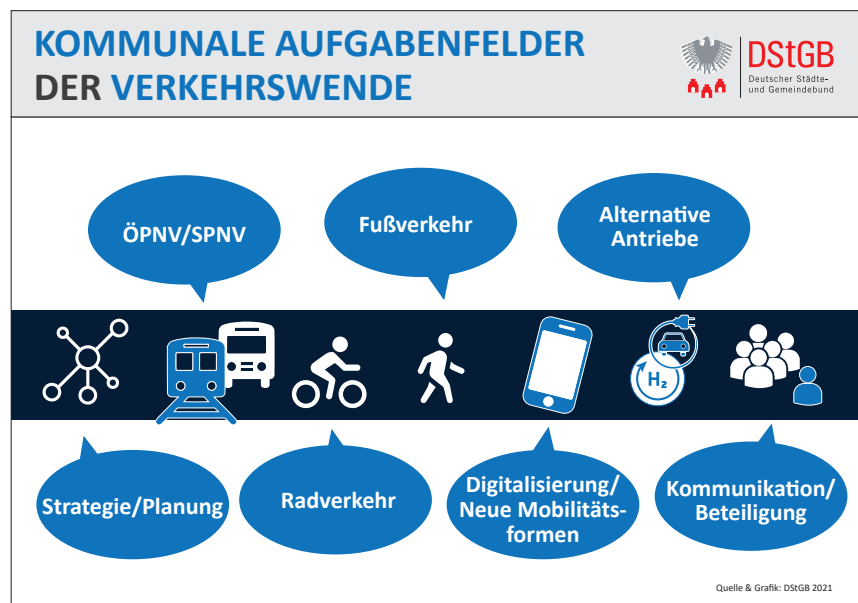 KOMMUNALE AUFGABENFELDER
DER VERKEHRSWENDE
DStGB
Deutscher Städte-
und Gemeindebund
ÖPNV/SPNV
Fußverkehr
Alternative
Antriebe
H₂
Strategie/Planung
Radverkehr
Digitalisierung/
Neue Mobilitäts-
formen
Kommunikation/
Beteiligung
Quelle & Grafik: DStGB 2021